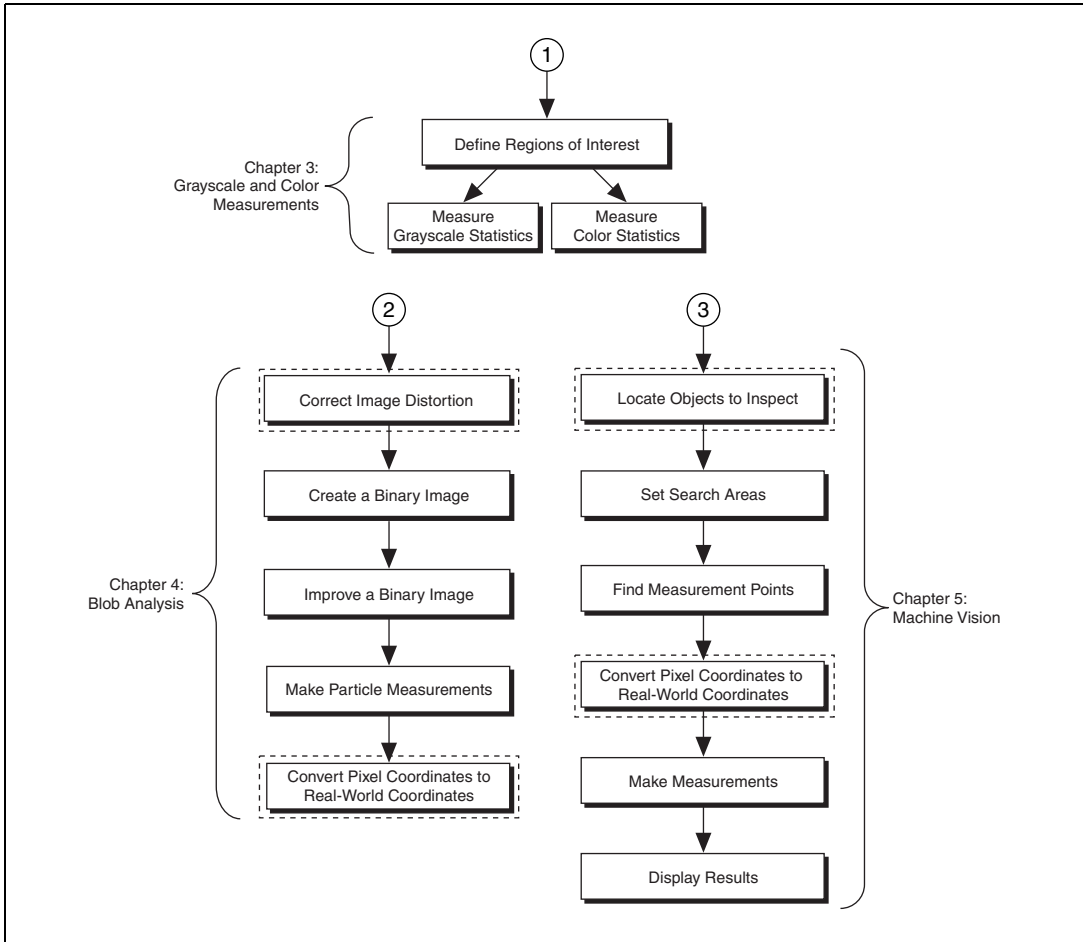 1
Define Regions of Interest
Chapter 3:
Grayscale and Color
Measurements
Measure
Grayscale Statistics
Measure
Color Statistics
2
Correct Image Distortion
Create a Binary Image
Improve a Binary Image
Make Particle Measurements
Convert Pixel Coordinates to
Real-World Coordinates
Chapter 4:
Blob Analysis
3
Locate Objects to Inspect
Set Search Areas
Find Measurement Points
Convert Pixel Coordinates to
Real-World Coordinates
Make Measurements
Display Results
Chapter 5:
Machine Vision